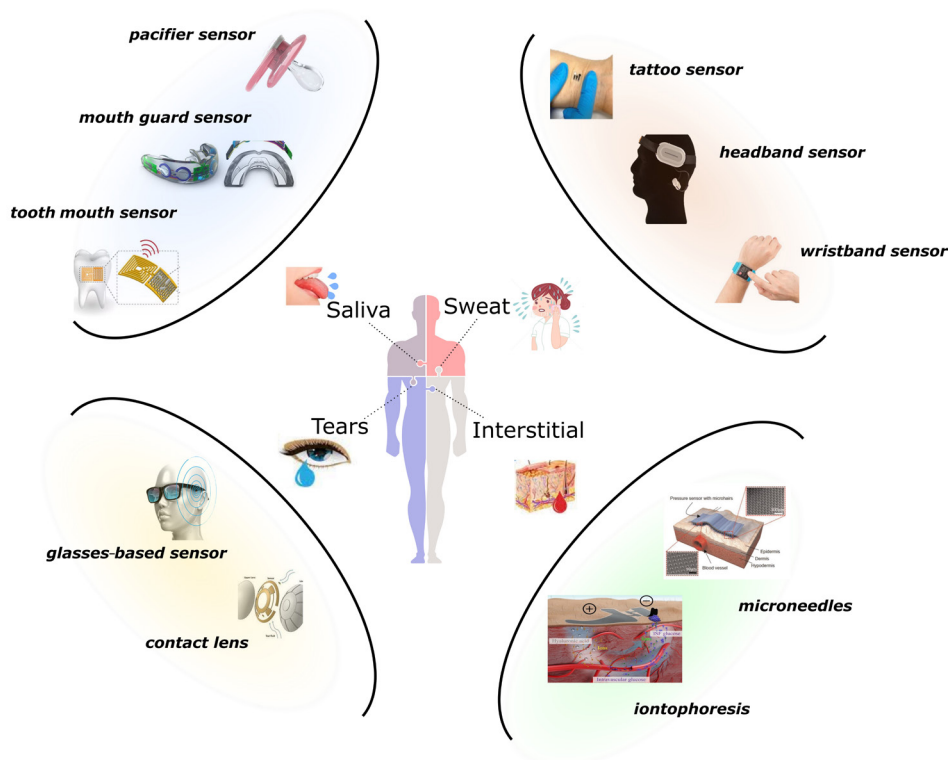 pacifier sensor
mouth guard sensor
tooth mouth sensor
tattoo sensor
headband sensor
wristband sensor
Saliva
Sweat
Tears
Interstitial
glasses-based sensor
contact lens
Pressure sensor with microhairs
Epidermis
Dermis
Hypodermis
Blood vessel
microneedles
+
−
Hyaluronic acid
ISF glucose
Intravascular glucose
iontophoresis